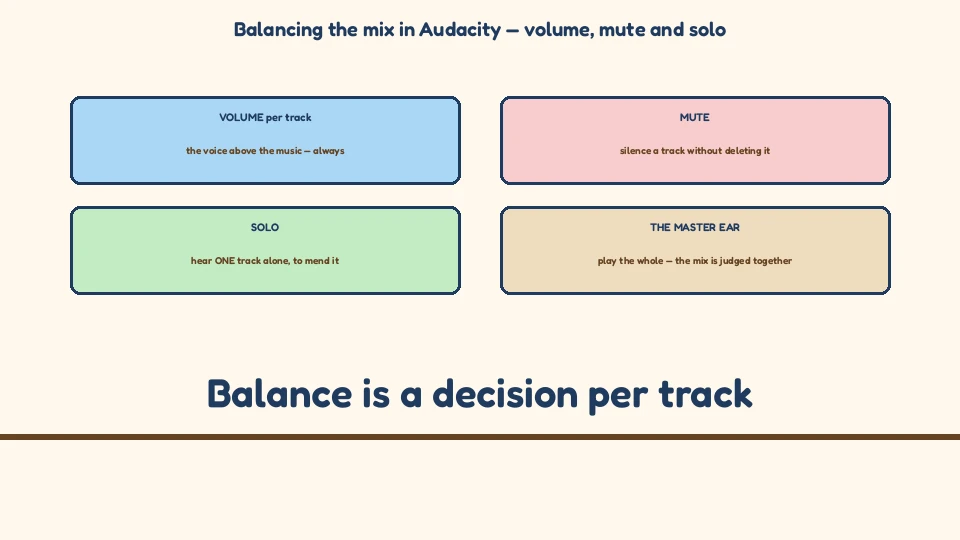 Balancing the mix in Audacity — volume, mute and solo
VOLUME per track
the voice above the music — always
MUTE
silence a track without deleting it
SOLO
hear ONE track alone, to mend it
THE MASTER EAR
play the whole — the mix is judged together
Balance is a decision per track